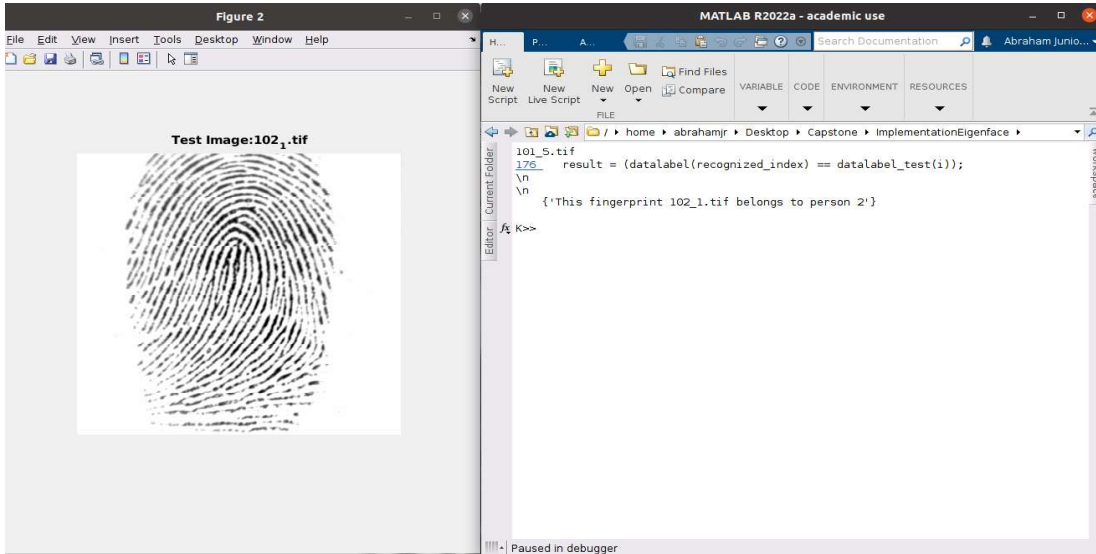 Figure 2
File Edit View Insert Tools Desktop Window Help
Test Image:102₁.tif
MATLAB R2022a - academic use
H... P... A... Search Documentation Abraham Junio...
New Script
New Live Script
New
Open
Find Files
Compare
FILE
VARIABLE CODE ENVIRONMENT RESOURCES
/ home abrahamjr Desktop Capstone ImplementationEigenface
Current Folder
Editor
Workspace
101_5.tif
176 result = (datalabel(recognized_index) == datalabel_test(i));
\n
\n
{'This fingerprint 102_1.tif belongs to person 2'}
fx K>>
Paused in debugger